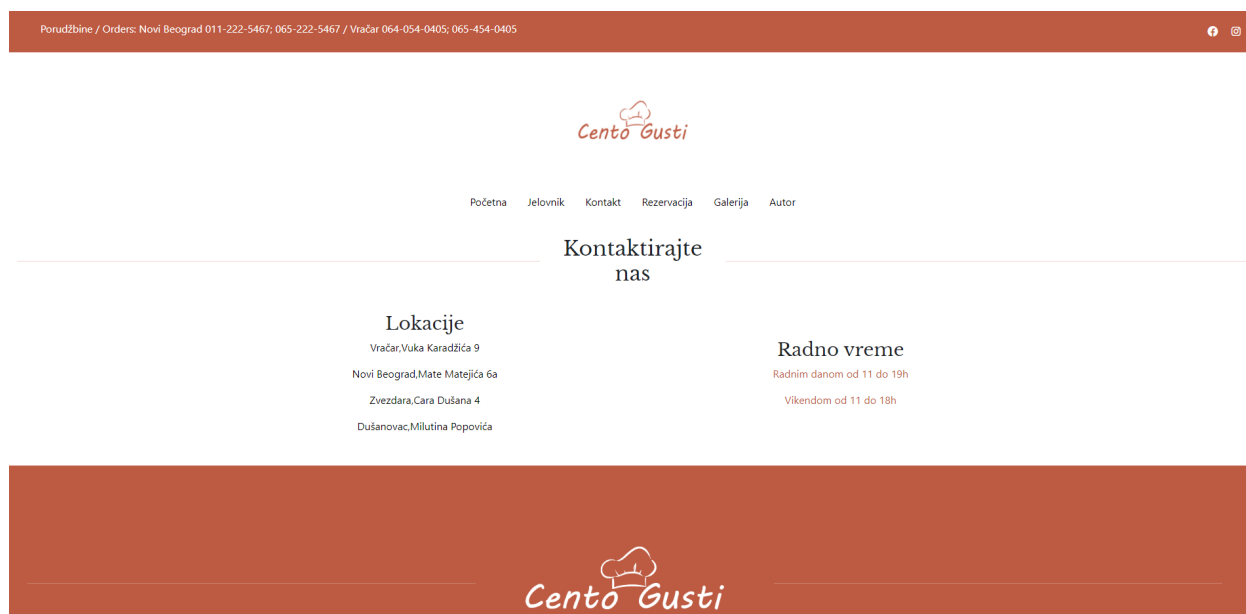 Porudžbine / Orders: Novi Beograd 011-222-5467; 065-222-5467 / Vračar 064-054-0405; 065-454-0405
Cento Gusti
Početna Jelovnik Kontakt Rezervacija Galerija Autor
Kontaktirajte
nas
Lokacije
Vračar,Vuka Karadžića 9
Novi Beograd,Mate Matejića 6a
Zvezdara,Cara Dušana 4
Dušanovac,Milutina Popovića
Radno vreme
Radnim danom od 11 do 19h
Vikendom od 11 do 18h
Cento Gusti